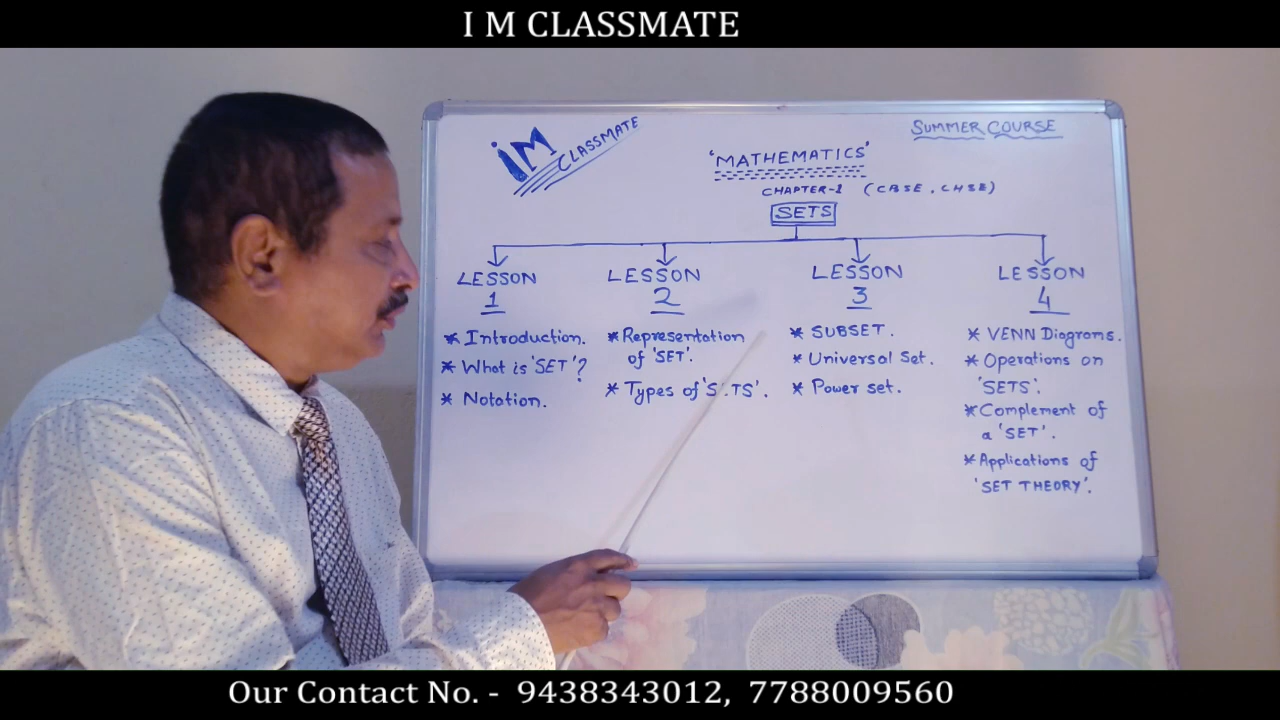 I M CLASSMATE
IM CLASSMATE
SUMMER COURSE
'MATHEMATICS'
CHAPTER-1 (CBSE, CHSE)
SETS
LESSON
1
* Introduction.
* What is 'SET'?
* Notation.
LESSON
2
* Representation
of 'SET'.
* Types of 'SETS'.
LESSON
3
* SUBSET.
* Universal Set.
* Power set.
LESSON
4
* VENN Diagrams.
* Operations on
'SETS'.
* Complement of
a 'SET'.
* Applications of
'SET THEORY'.
Our Contact No. - 9438343012, 7788009560